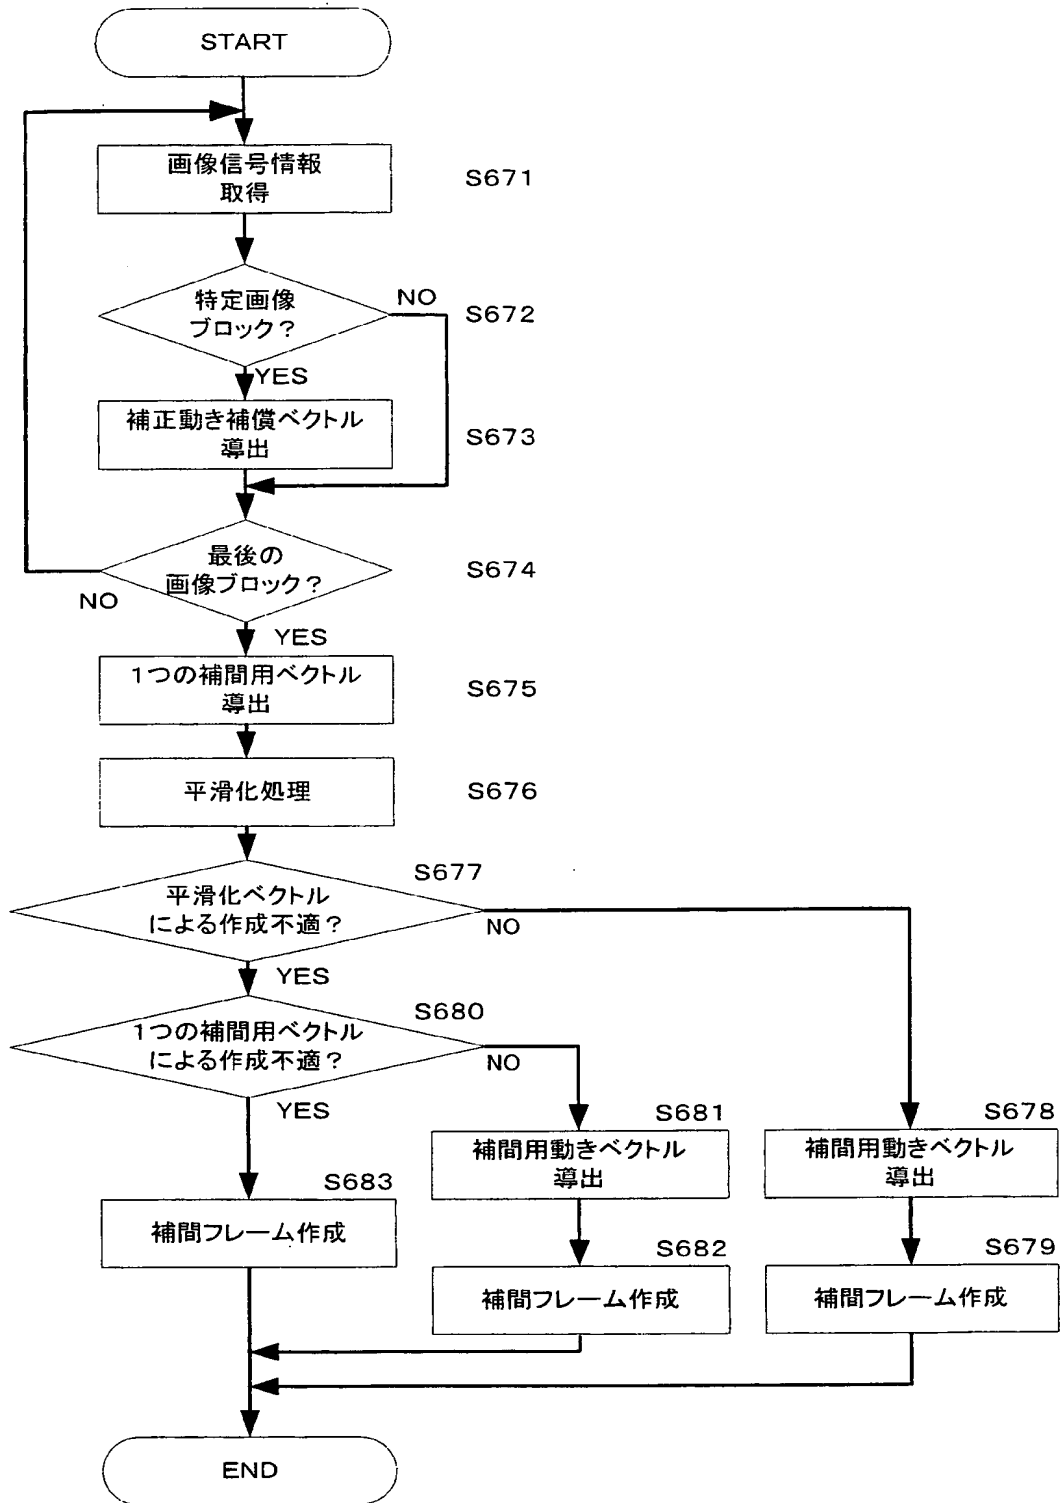 START
画像信号情報
取得
S671
特定画像
ブロック?
NO
S672
YES
補正動き補償ベクトル
導出
S673
最後の
画像ブロック?
S674
NO
YES
1つの補間用ベクトル
導出
S675
平滑化処理
S676
S677
平滑化ベクトル
による作成不適?
NO
YES
S680
1つの補間用ベクトル
による作成不適?
NO
YES
S681
S678
補間用動きベクトル
導出
補間用動きベクトル
導出
S683
補間フレーム作成
S682
S679
補間フレーム作成
補間フレーム作成
END